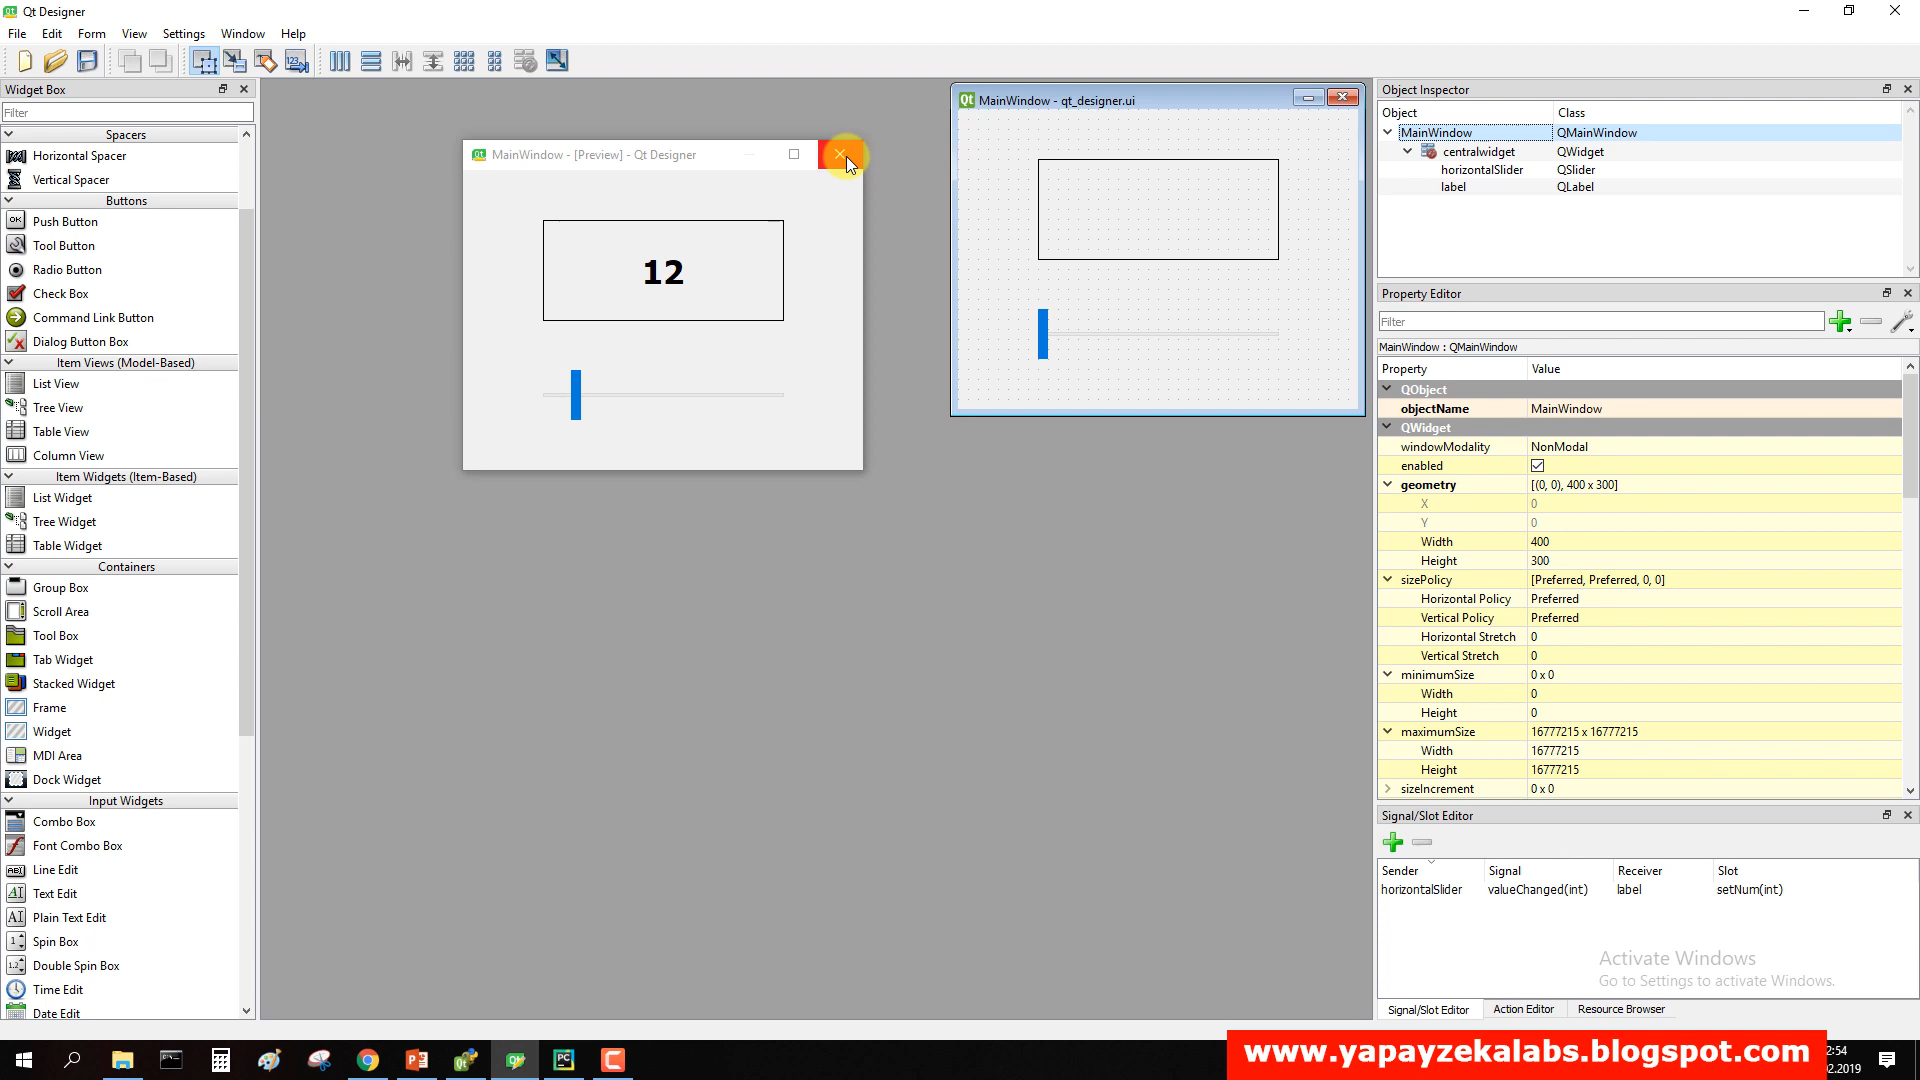 Qt Designer
File Edit Form View Settings Window Help
Widget Box
Filter
Spacers
Horizontal Spacer
Vertical Spacer
Buttons
Push Button
Tool Button
Radio Button
Check Box
Command Link Button
Dialog Button Box
Item Views (Model-Based)
List View
Tree View
Table View
Column View
Item Widgets (Item-Based)
List Widget
Tree Widget
Table Widget
Containers
Group Box
Scroll Area
Tool Box
Tab Widget
Stacked Widget
Frame
Widget
MDI Area
Dock Widget
Input Widgets
Combo Box
Font Combo Box
Line Edit
Text Edit
Plain Text Edit
Spin Box
Double Spin Box
Time Edit
Date Edit
MainWindow - [Preview] - Qt Designer
12
MainWindow - qt_designer.ui
Object Inspector
Object Class
MainWindow QMainWindow
centralwidget QWidget
horizontalSlider QSlider
label QLabel
Property Editor
Filter
MainWindow : QMainWindow
Property Value
QObject
objectName MainWindow
QWidget
windowModality NonModal
enabled
geometry [(0, 0), 400 x 300]
X 0
Y 0
Width 400
Height 300
sizePolicy [Preferred, Preferred, 0, 0]
Horizontal Policy Preferred
Vertical Policy Preferred
Horizontal Stretch 0
Vertical Stretch 0
minimumSize 0 x 0
Width 0
Height 0
maximumSize 16777215 x 16777215
Width 16777215
Height 16777215
sizeIncrement 0 x 0
Signal/Slot Editor
Sender Signal Receiver Slot
horizontalSlider valueChanged(int) label setNum(int)
Activate Windows
Go to Settings to activate Windows.
Signal/Slot Editor Action Editor Resource Browser
www.yapayzekalabs.blogspot.com
2:54
02.2019